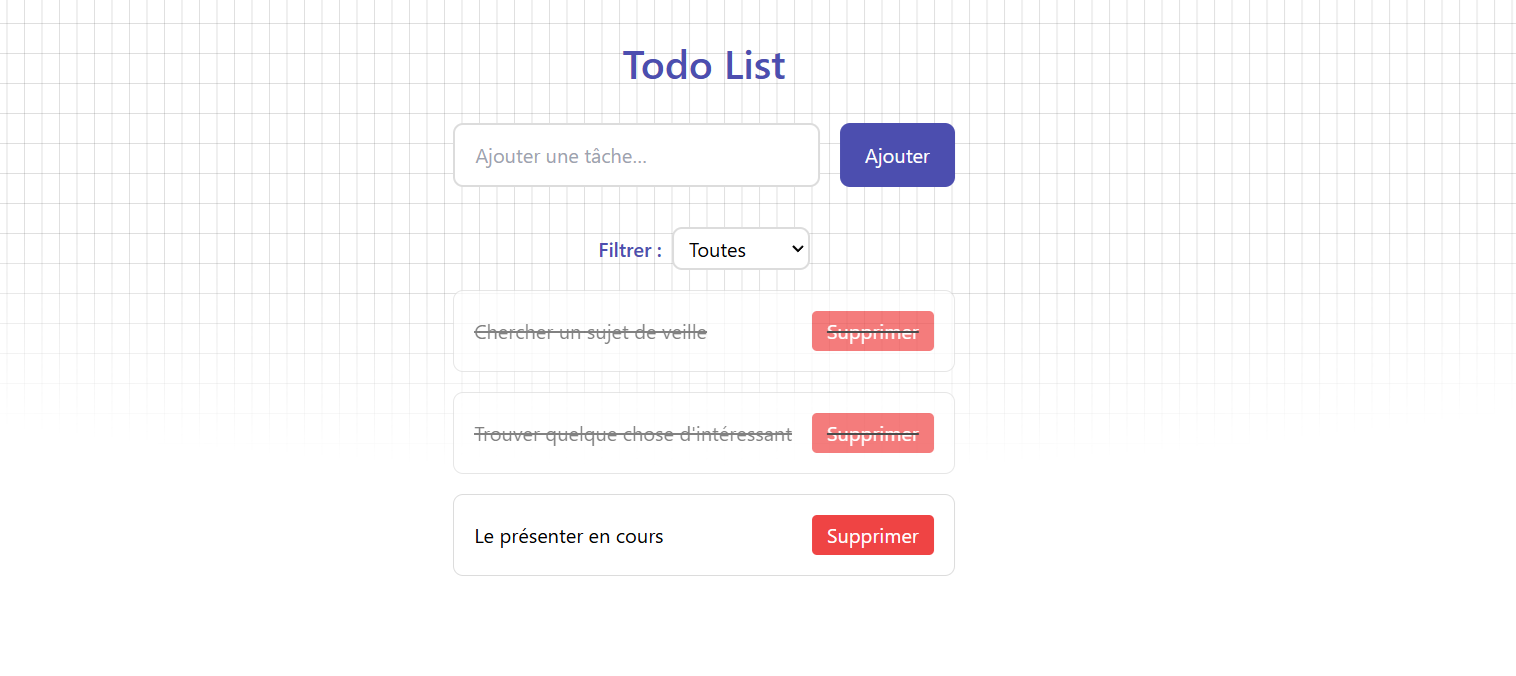 Todo List
Ajouter une tâche...
Ajouter
Filtrer :
Toutes
Chercher un sujet de veille
Supprimer
Trouver quelque chose d'intéressant
Supprimer
Le présenter en cours
Supprimer